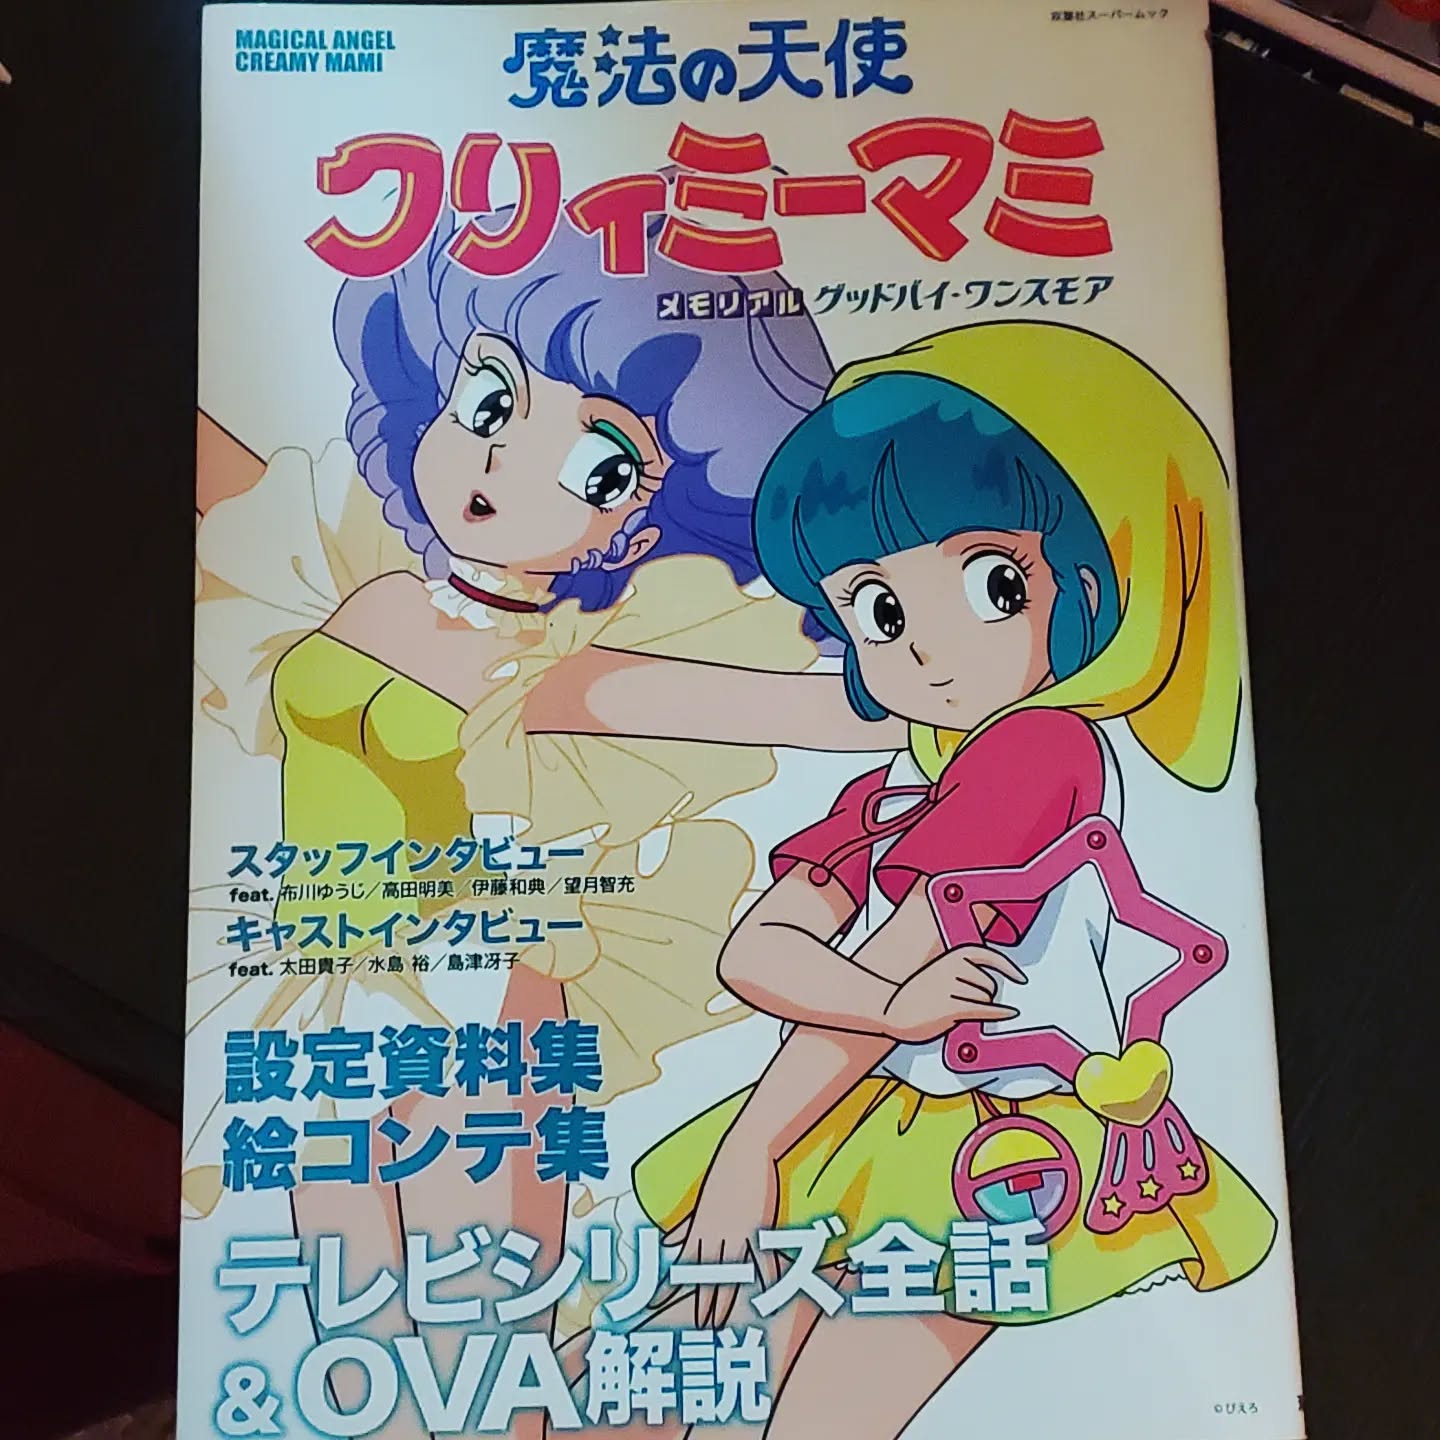 MAGICAL ANGEL
CREAMY MAMI
双葉社スーパームック
魔法の天使
クリィミーマミ
メモリアル グッドバイ・ワンスモア
スタッフインタビュー
feat. 布川ゆうじ／高田明美／伊藤和典／望月智充
キャストインタビュー
feat. 太田貴子／水島 裕／島津冴子
設定資料集
絵コンテ集
テレビシリーズ全話
&OVA解説
©ぴえろ